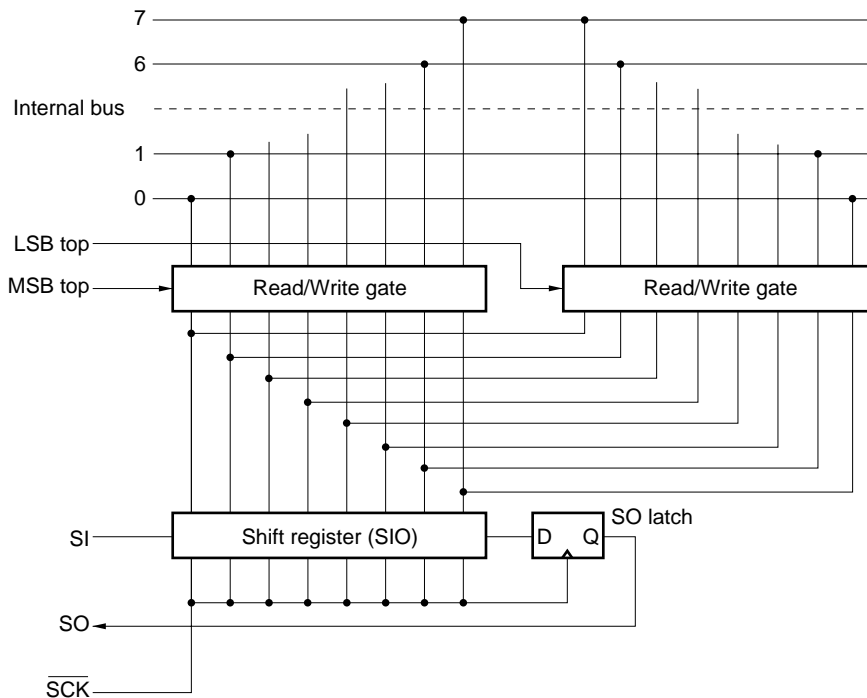 7
6
Internal bus
1
0
LSB top
MSB top
Read/Write gate
Read/Write gate
SO latch
SI
Shift register (SIO)
D
Q
SO
SCK